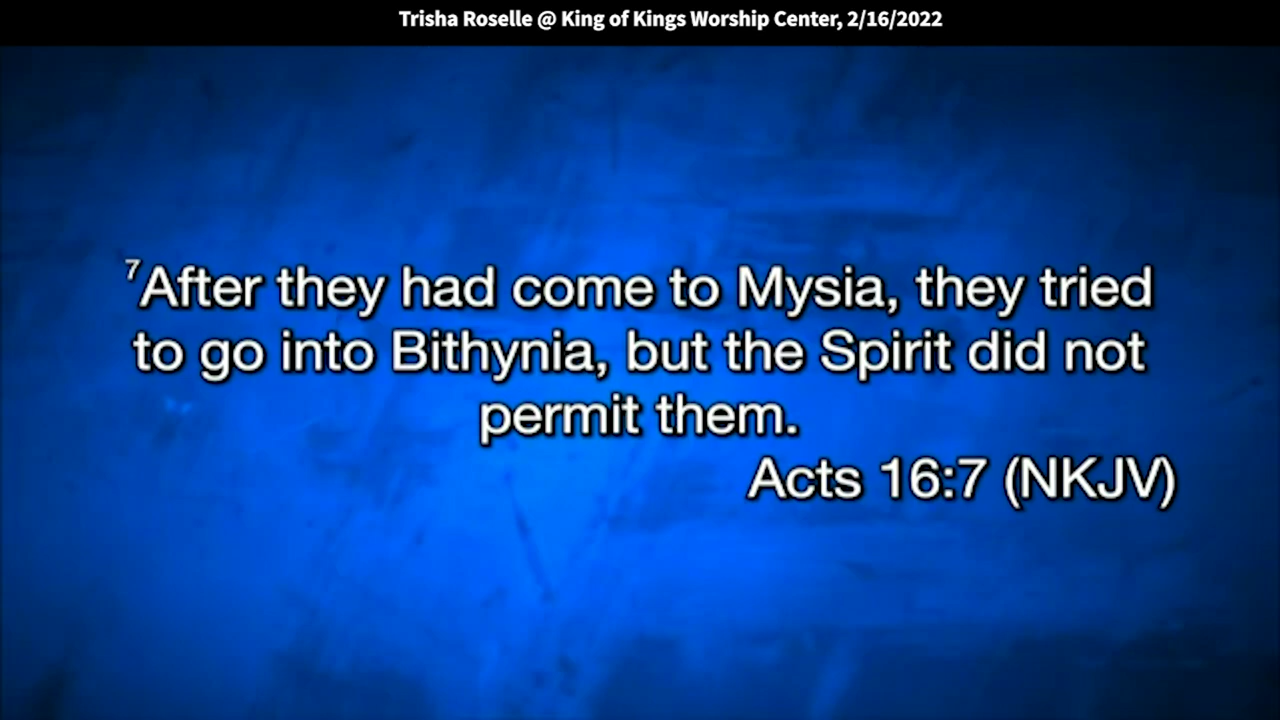 Trisha Roselle @ King of Kings Worship Center, 2/16/2022
⁷After they had come to Mysia, they tried
to go into Bithynia, but the Spirit did not
permit them.
Acts 16:7 (NKJV)